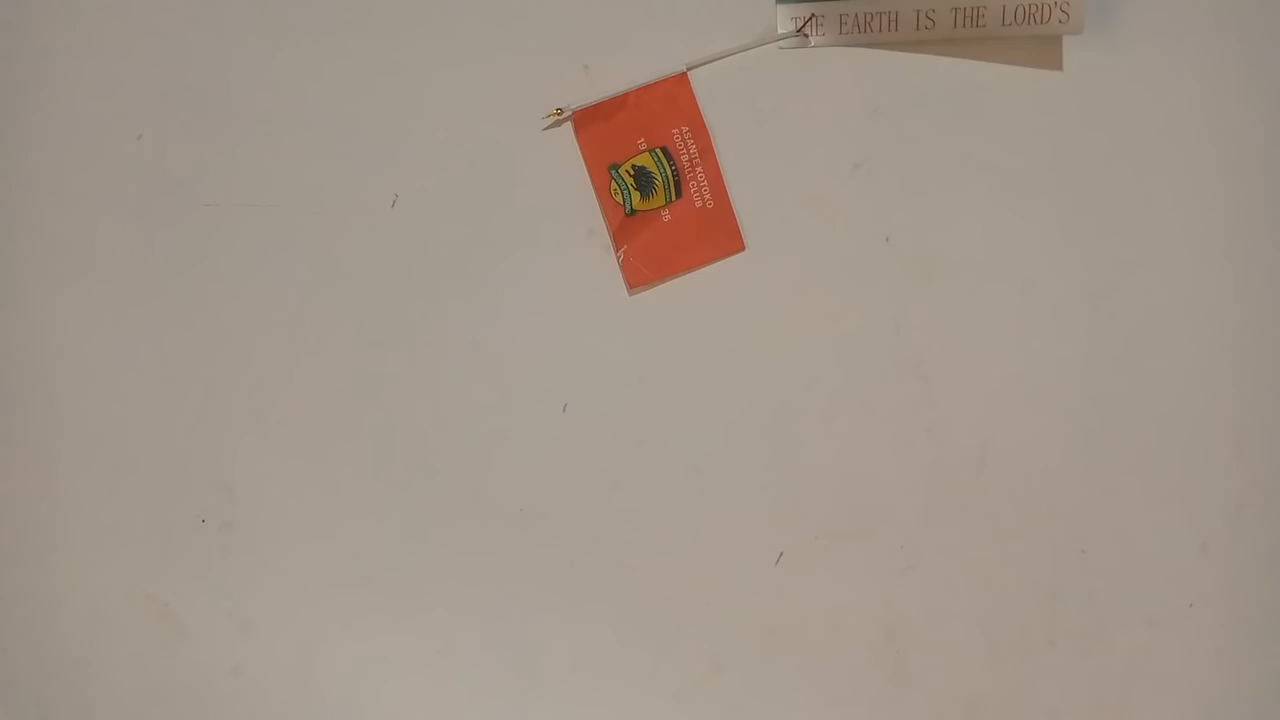 THE EARTH IS THE LORD'S
ASANTE KOTOKO
FOOTBALL CLUB
19 35